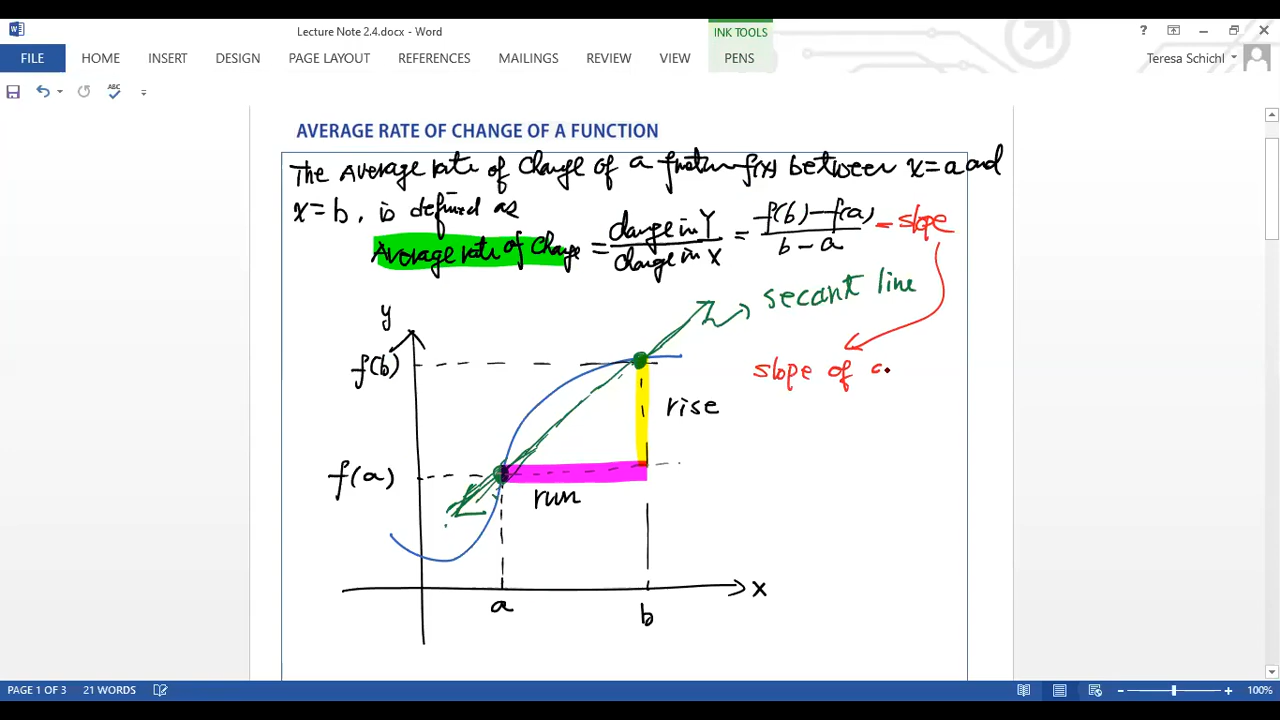 Lecture Note 2.4.docx - Word
INK TOOLS
?
FILE HOME INSERT DESIGN PAGE LAYOUT REFERENCES MAILINGS REVIEW VIEW PENS
Teresa Schichl
ABC
AVERAGE RATE OF CHANGE OF A FUNCTION
The Average rate of change of a function f(x) between x=a and
x=b, is defined as
Average rate of change = change in Y / change in X = f(b) - f(a) / b - a = slope
secant line
y
f(b)
slope of a
rise
f(a)
run
x
a
b
PAGE 1 OF 3 21 WORDS
100%